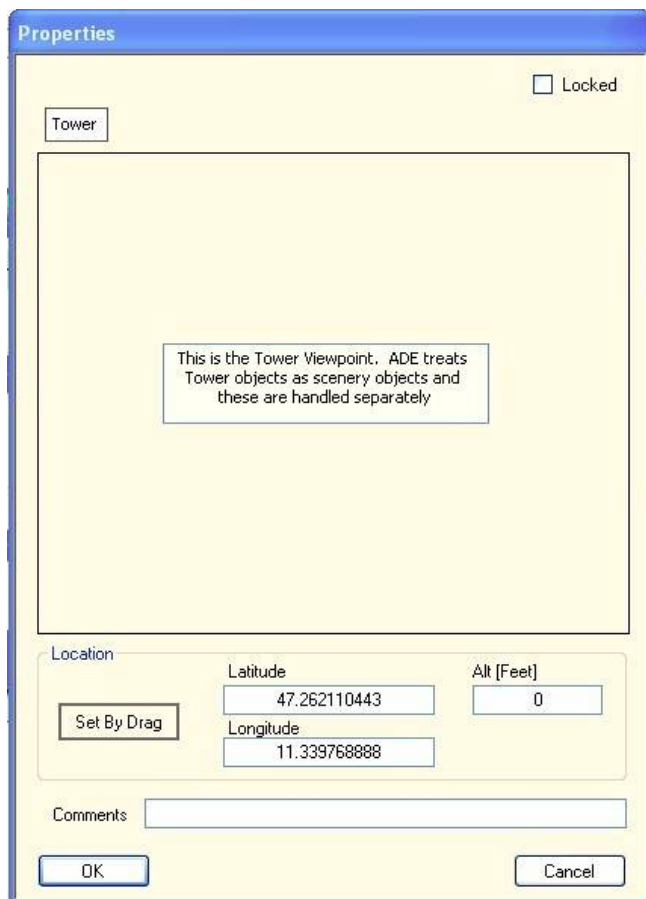 Properties
Locked
Tower
This is the Tower Viewpoint. ADE treats
Tower objects as scenery objects and
these are handled separately
Location
Latitude
Alt [Feet]
47.262110443
0
Set By Drag
Longitude
11.339768888
Comments
OK
Cancel